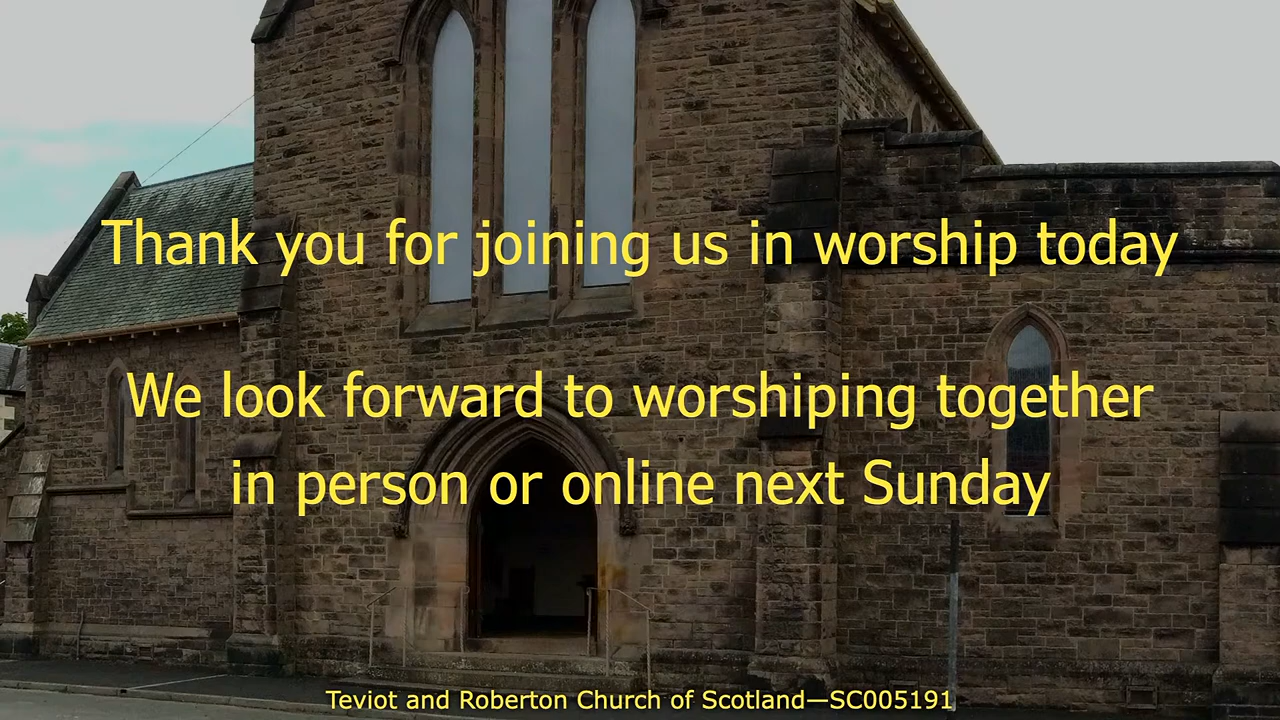 Thank you for joining us in worship today
We look forward to worshiping together
in person or online next Sunday
Teviot and Roberton Church of Scotland—SC005191